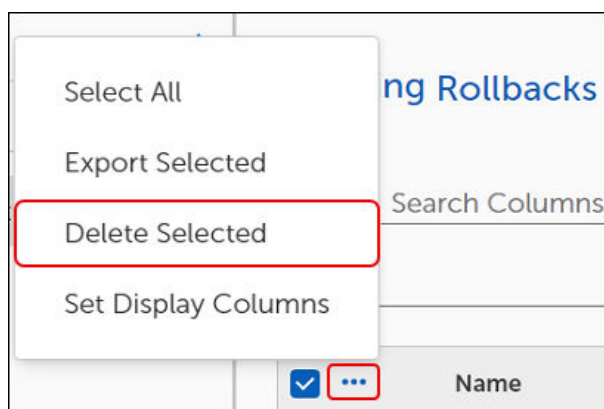 Select All
ng Rollbacks
Export Selected
Search Columns
Delete Selected
Set Display Columns
Name